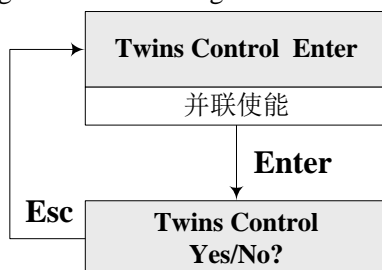 Twins Control Enter
并联使能
Enter
Esc
Twins Control
Yes/No?